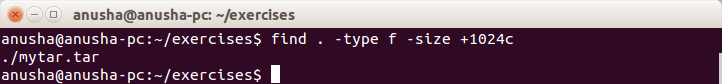 anusha@anusha-pc: ~/exercises
anusha@anusha-pc:~/exercises$ find . -type f -size +1024c
./mytar.tar
anusha@anusha-pc:~/exercises$